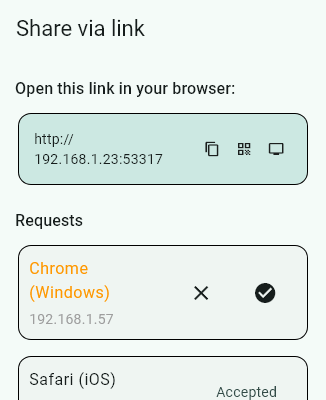 Share via link
Open this link in your browser:
http://
192.168.1.23:53317
Requests
Chrome
(Windows)
192.168.1.57
Safari (iOS)
Accepted